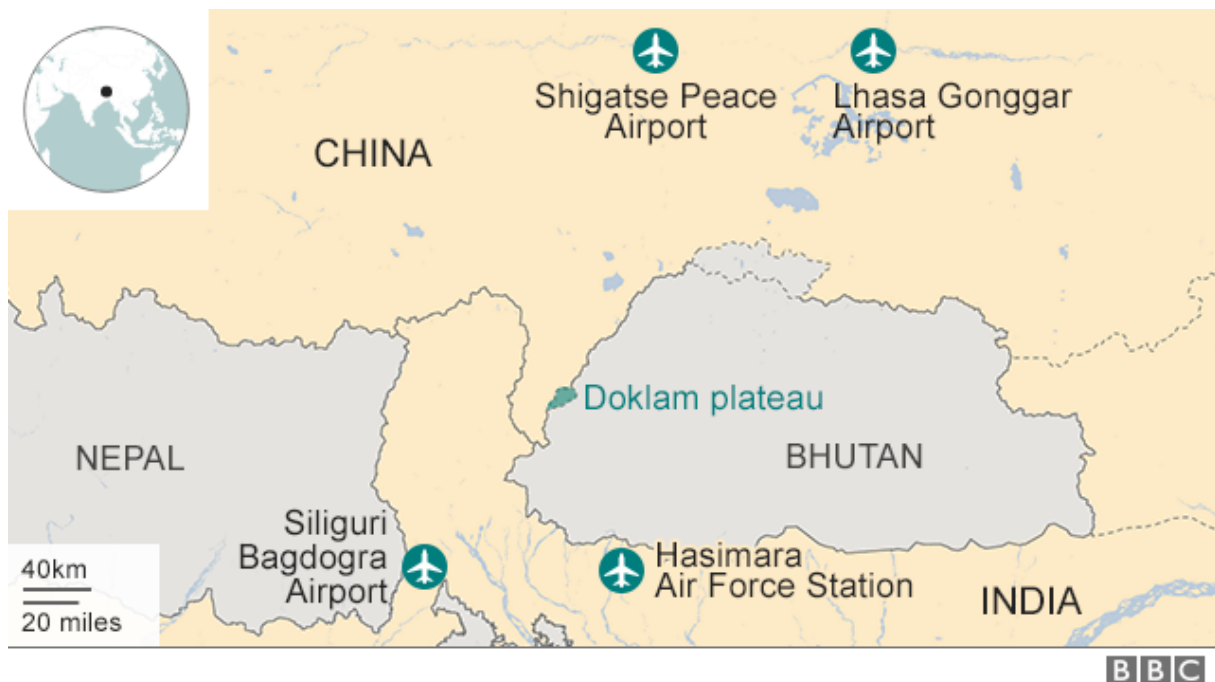 Shigatse Peace
Airport
Lhasa Gonggar
Airport
CHINA
Doklam plateau
NEPAL
BHUTAN
Siliguri
Bagdogra
Airport
Hasimara
Air Force Station
INDIA
40km
20 miles
BBC